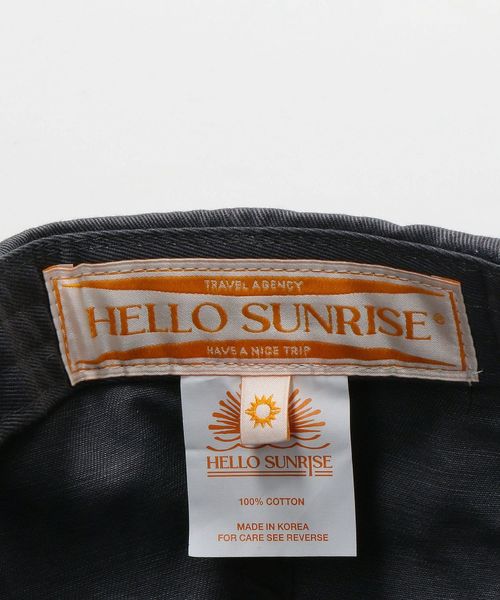 TRAVEL AGENCY
HELLO SUNRISE®
HAVE A NICE TRIP
HELLO SUNRISE
100% COTTON
MADE IN KOREA
FOR CARE SEE REVERSE